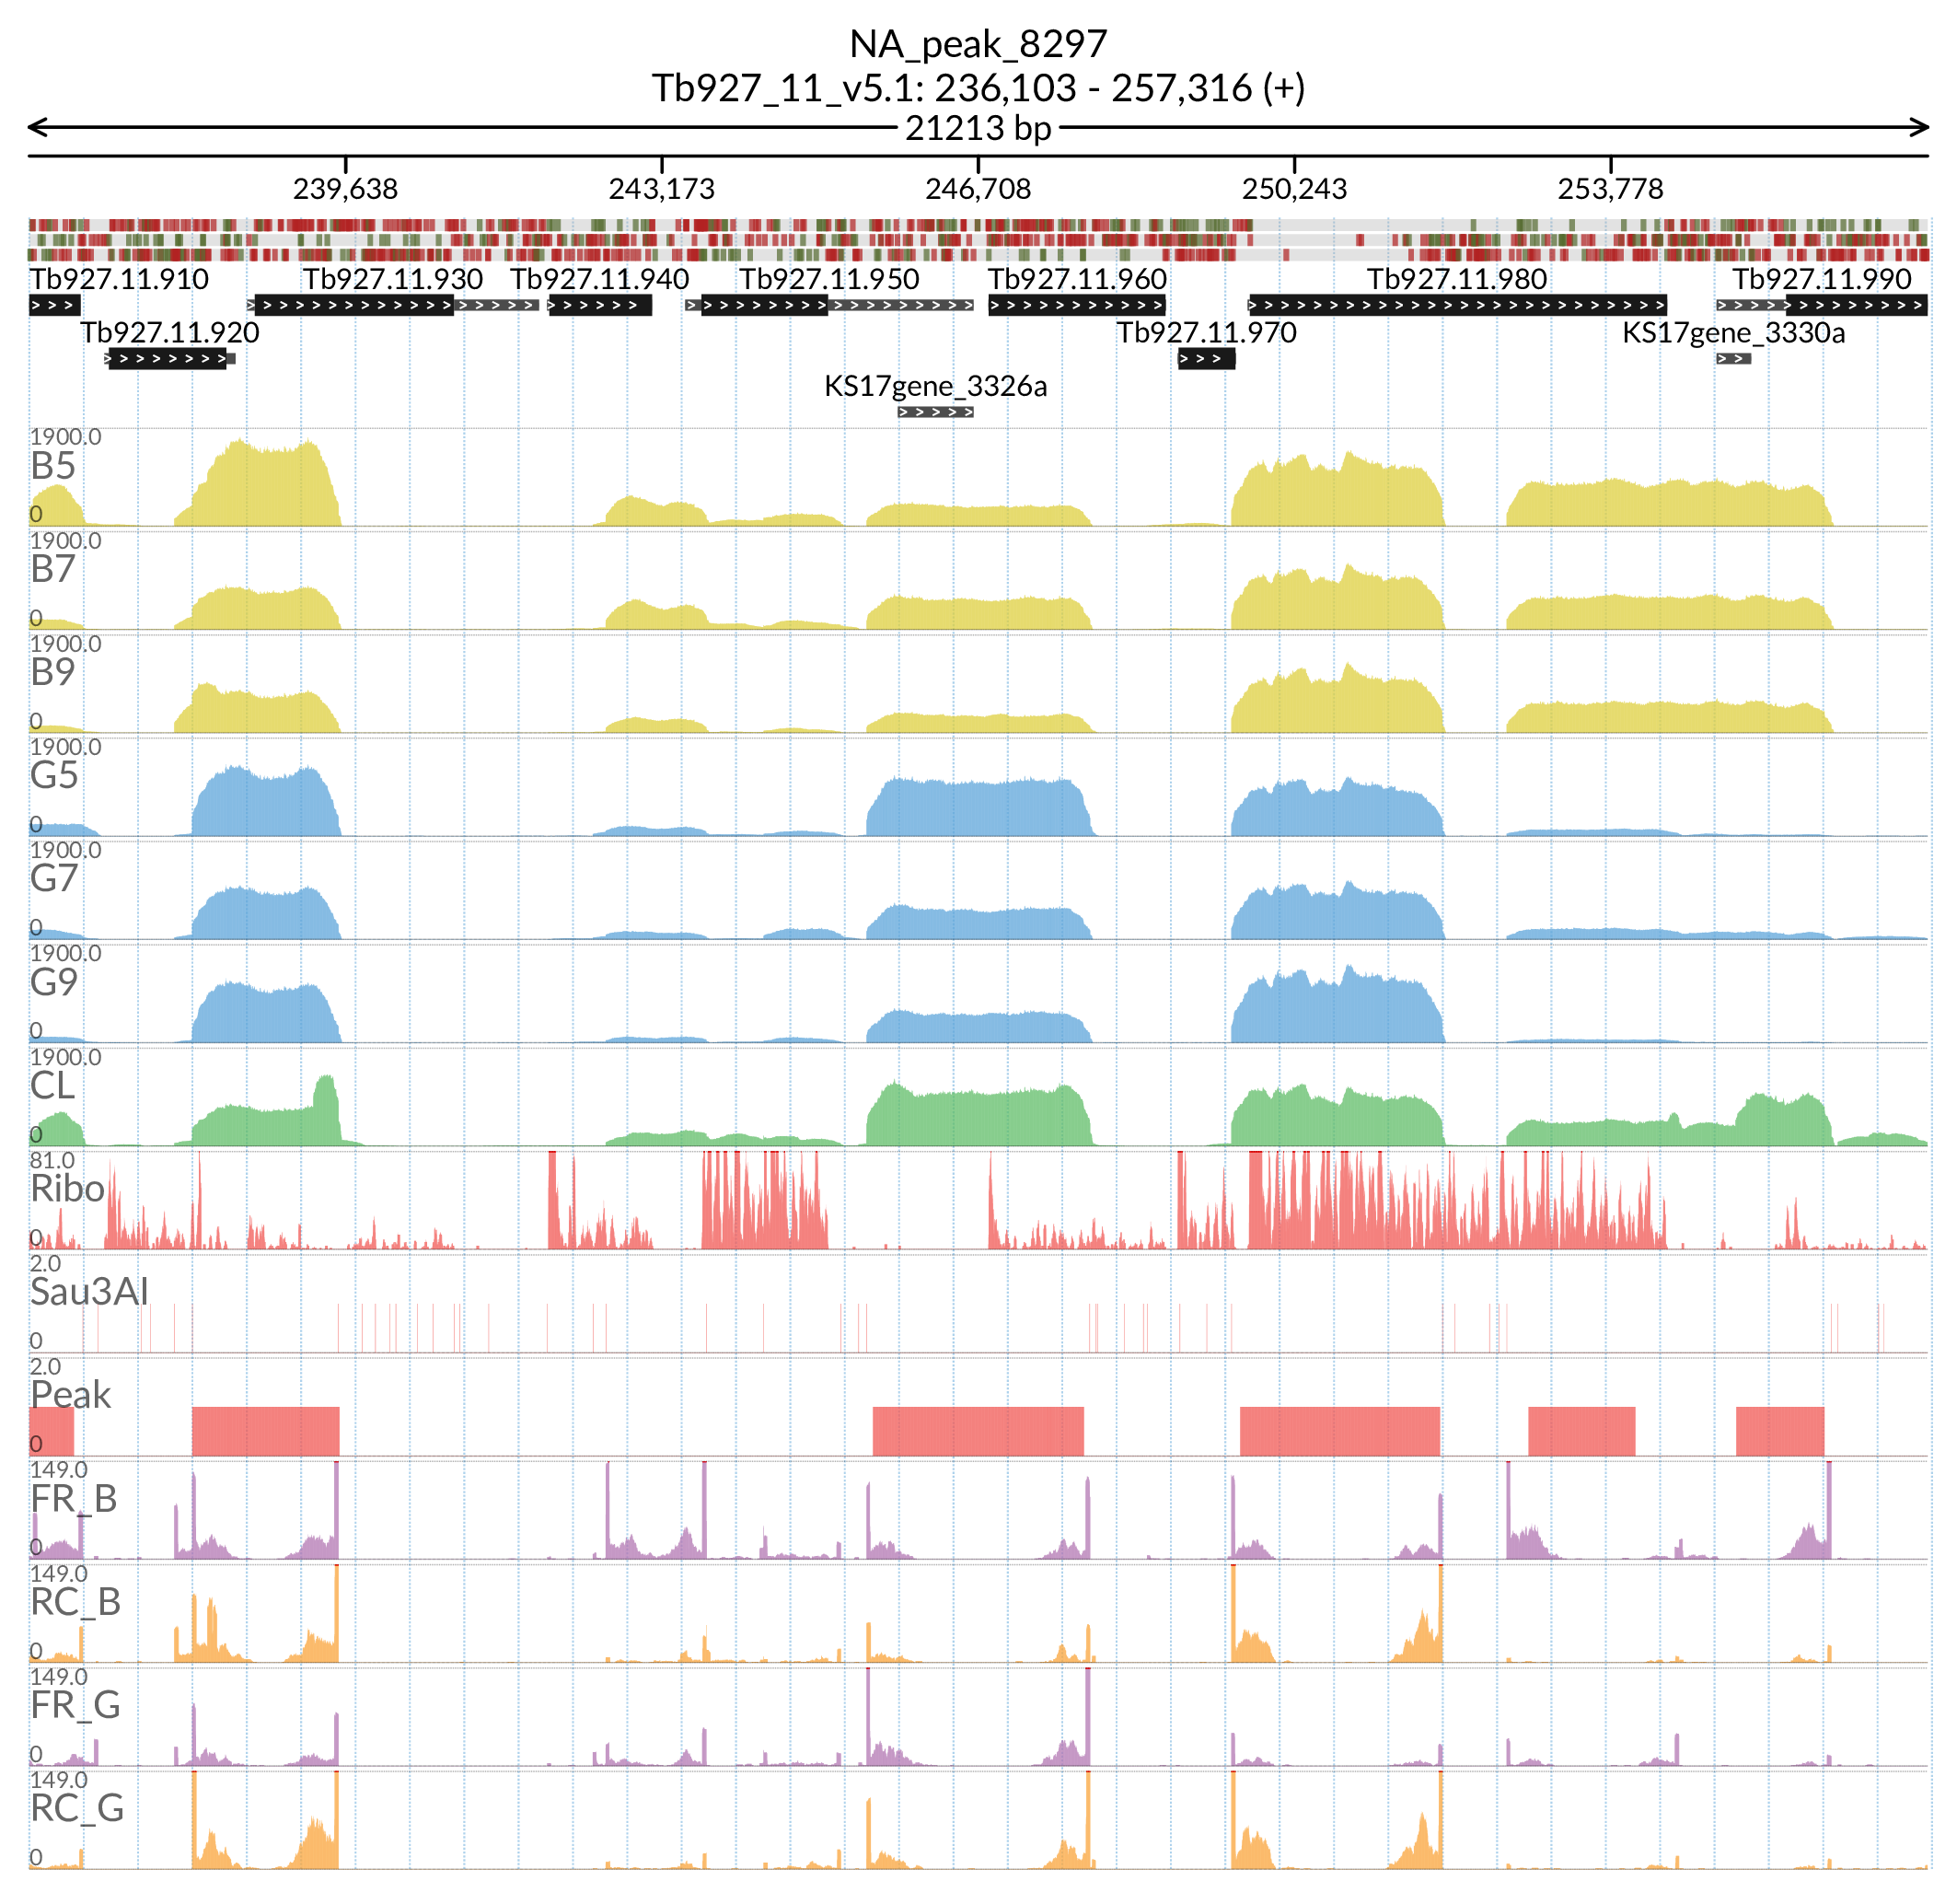 NA_peak_8297
Tb927_11_v5.1: 236,103 - 257,316 (+)
21213 bp
239,638 243,173 246,708 250,243 253,778
Tb927.11.910 Tb927.11.930 Tb927.11.940 Tb927.11.950 Tb927.11.960 Tb927.11.980 Tb927.11.990
Tb927.11.920 Tb927.11.970 KS17gene_3330a
KS17gene_3326a
1900.0
B5
0
1900.0
B7
0
1900.0
B9
0
1900.0
G5
0
1900.0
G7
0
1900.0
G9
0
1900.0
CL
0
81.0
Ribo
0
2.0
Sau3AI
0
2.0
Peak
0
149.0
FR_B
0
149.0
RC_B
0
149.0
FR_G
0
149.0
RC_G
0